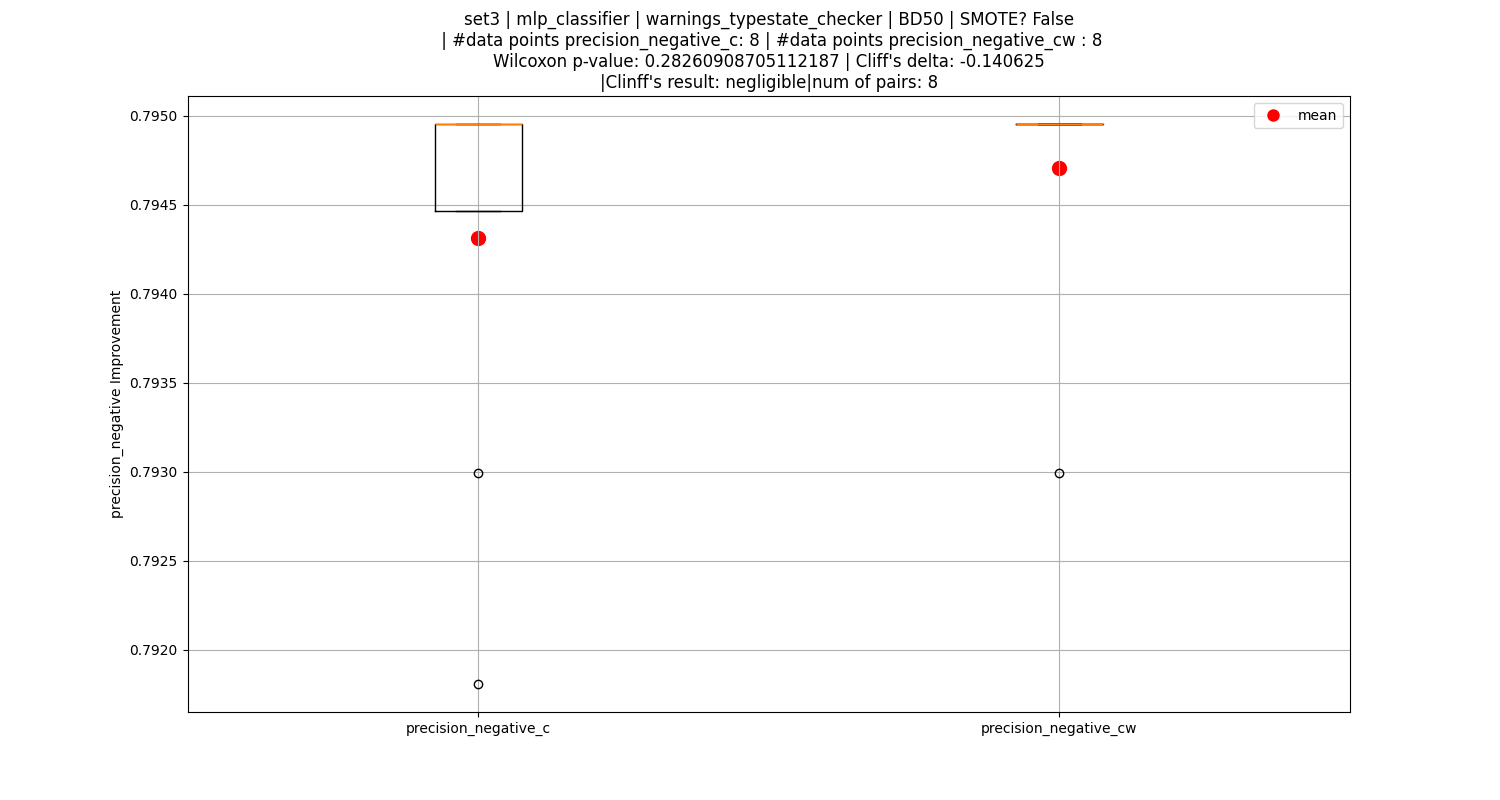 set3 | mlp_classifier | warnings_typestate_checker | BD50 | SMOTE? False
| #data points precision_negative_c: 8 | #data points precision_negative_cw : 8
Wilcoxon p-value: 0.28260908705112187 | Cliff's delta: -0.140625
|Clinff's result: negligible|num of pairs: 8
mean
0.7950
0.7945
0.7940
0.7935
0.7930
0.7925
0.7920
precision_negative Improvement
precision_negative_c
precision_negative_cw